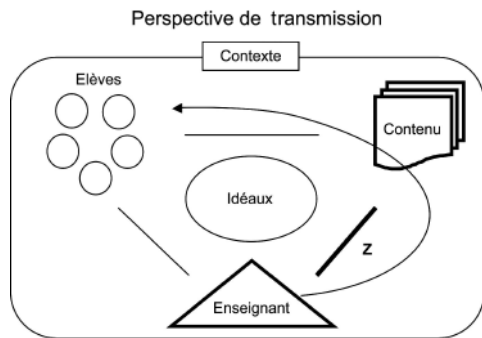 Perspective de transmission
Contexte
Elèves
Contenu
Idéaux
Z
Enseignant